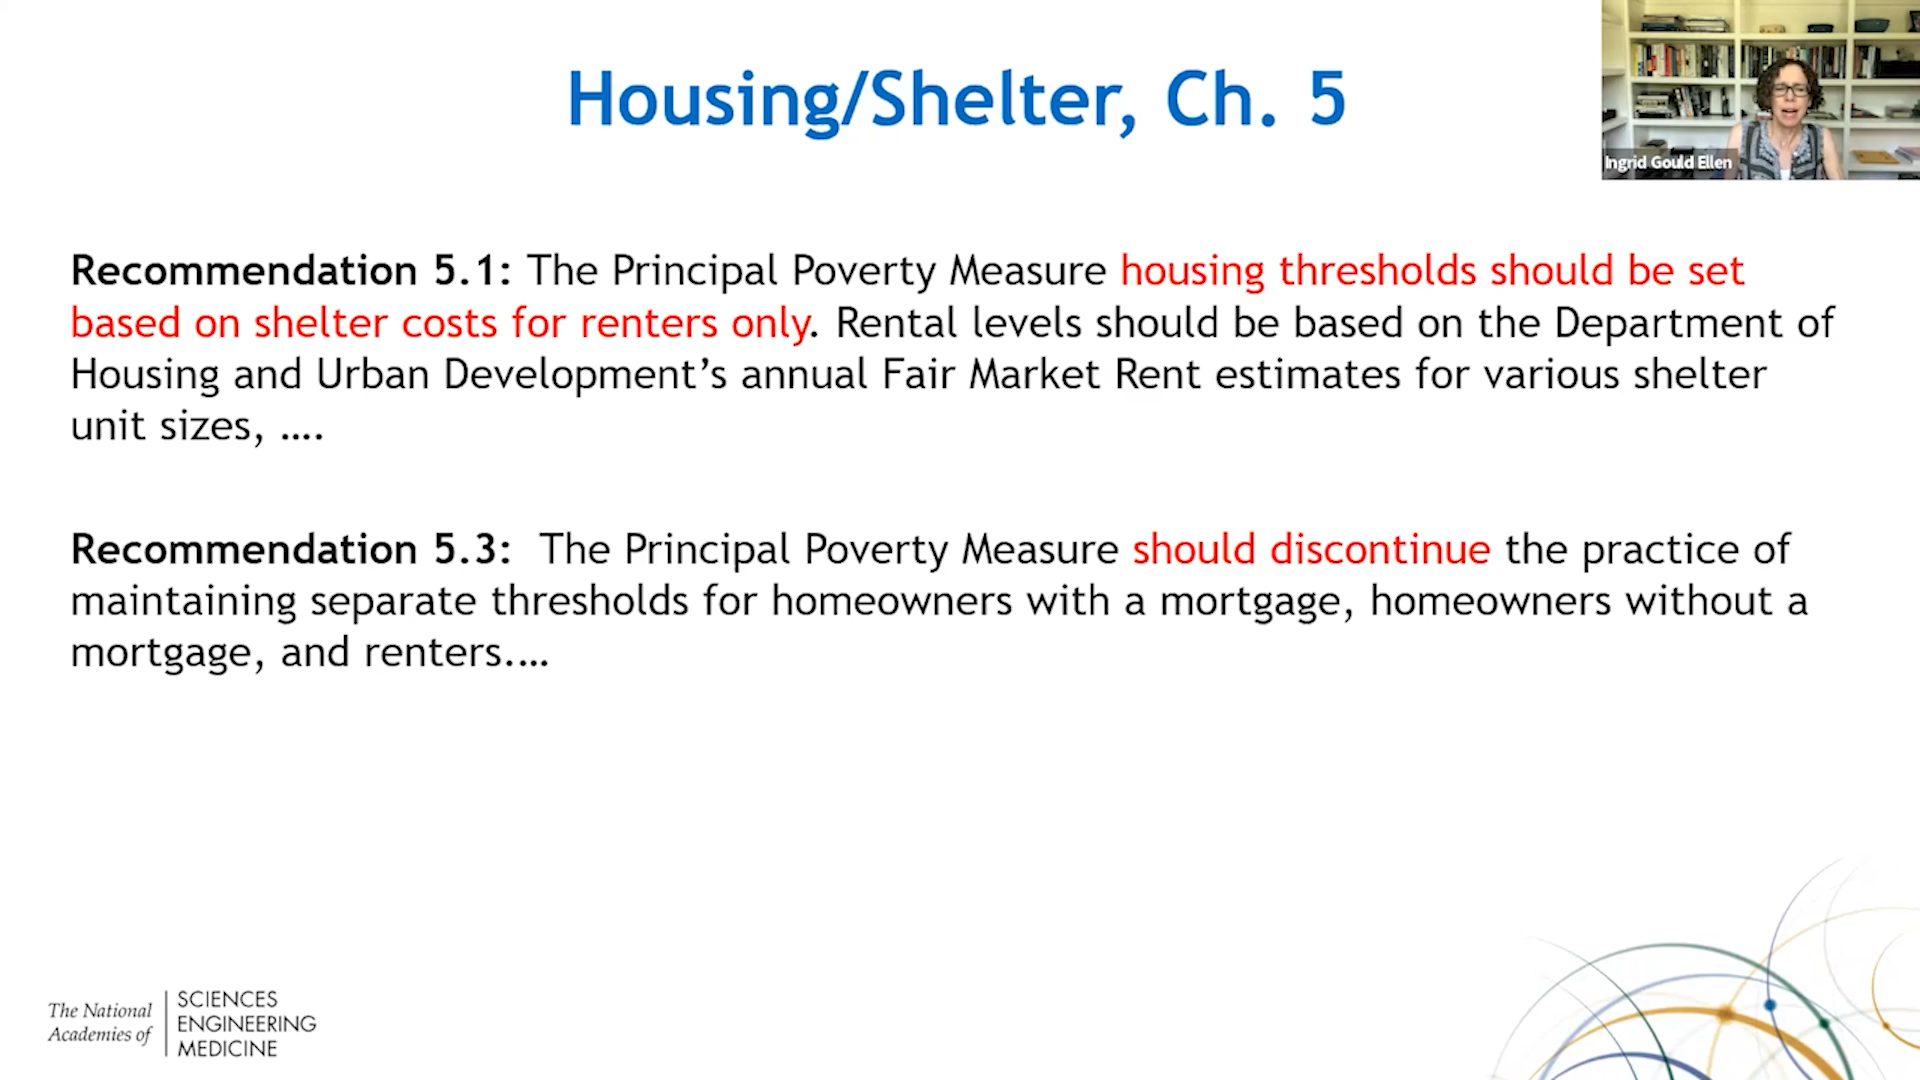 Housing/Shelter, Ch. 5
Ingrid Gould Ellen
Recommendation 5.1: The Principal Poverty Measure housing thresholds should be set
based on shelter costs for renters only. Rental levels should be based on the Department of
Housing and Urban Development’s annual Fair Market Rent estimates for various shelter
unit sizes, ….
Recommendation 5.3:  The Principal Poverty Measure should discontinue the practice of
maintaining separate thresholds for homeowners with a mortgage, homeowners without a
mortgage, and renters.…
The National
Academies of
SCIENCES
ENGINEERING
MEDICINE